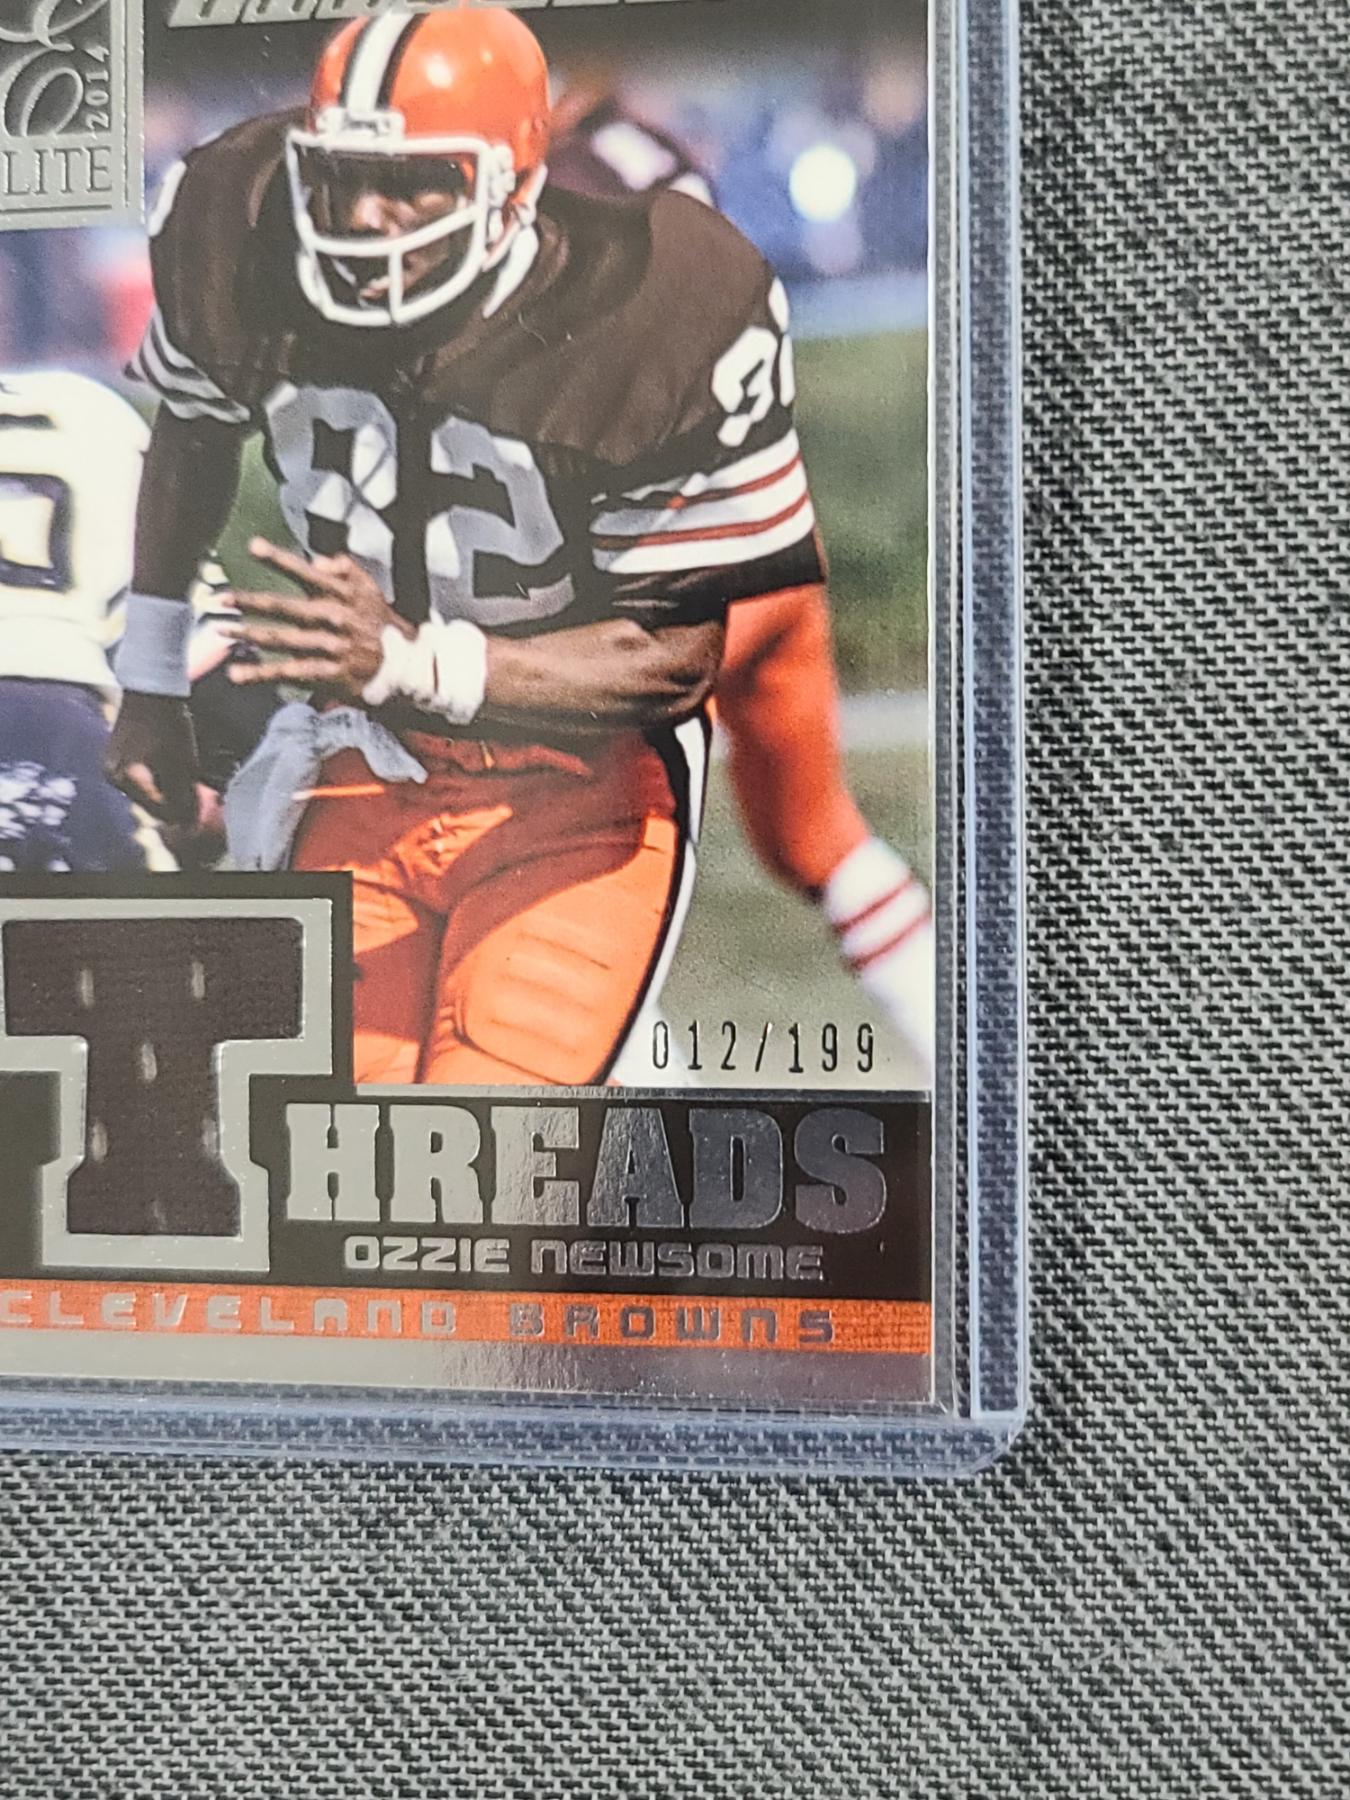 2014
LITE
82
012/199
THREADS
OZZIE NEWSOME
CLEVELAND BROWNS